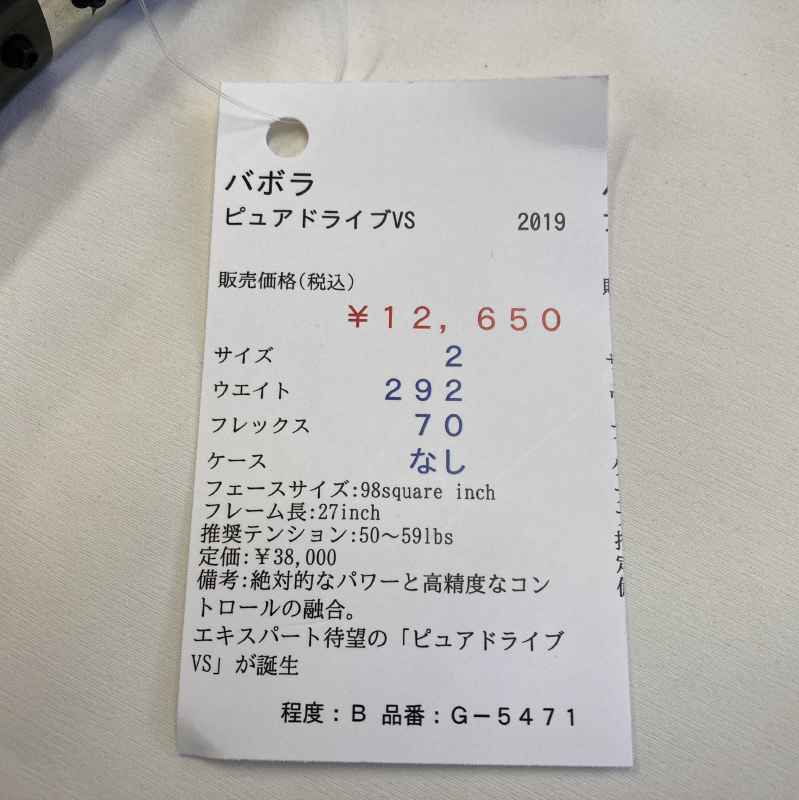 バボラ
ピュアドライブVS 2019
販売価格(税込)
￥１２，６５０
サイズ ２
ウエイト ２９２
フレックス ７０
ケース なし
フェースサイズ:98square inch
フレーム長:27inch
推奨テンション:50～59lbs
定価:￥38,000
備考:絶対的なパワーと高精度なコン
トロールの融合。
エキスパート待望の「ピュアドライブ
VS」が誕生
程度：Ｂ 品番：Ｇ－５４７１